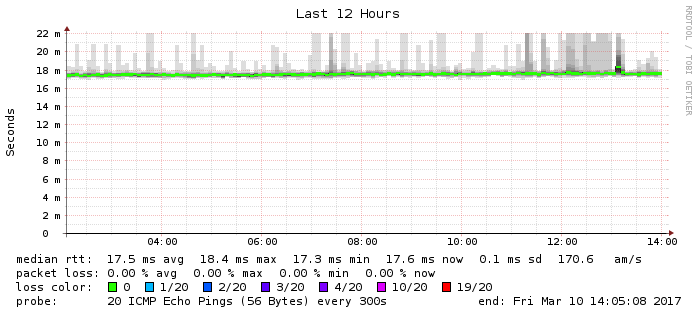 Last 12 Hours
RRDTOOL / TOBI OETIKER
Seconds
22 m
20 m
18 m
16 m
14 m
12 m
10 m
8 m
6 m
4 m
2 m
0
04:00 06:00 08:00 10:00 12:00 14:00
median rtt: 17.5 ms avg 18.4 ms max 17.3 ms min 17.6 ms now 0.1 ms sd 170.6 am/s
packet loss: 0.00 % avg 0.00 % max 0.00 % min 0.00 % now
loss color: 0 1/20 2/20 3/20 4/20 10/20 19/20
probe: 20 ICMP Echo Pings (56 Bytes) every 300s end: Fri Mar 10 14:05:08 2017